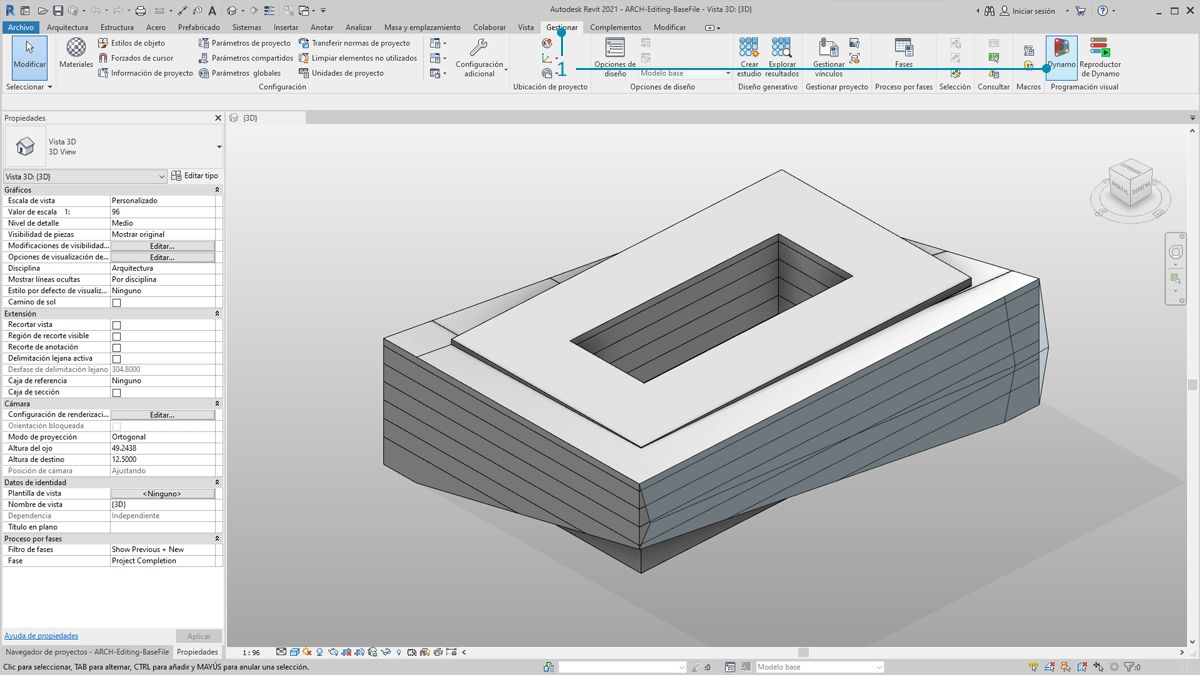 Autodesk Revit 2021 - ARCH-Editing-BaseFile - Vista 3D: {3D}
Iniciar sesión
Archivo Arquitectura Estructura Acero Prefabricado Sistemas Insertar Anotar Analizar Masa y emplazamiento Colaborar Vista Gestionar Complementos Modificar
Modificar
Materiales
Estilos de objeto
Forzados de cursor
Información de proyecto
Parámetros de proyecto
Parámetros compartidos
Parámetros globales
Transferir normas de proyecto
Limpiar elementos no utilizados
Unidades de proyecto
Configuración
adicional
1
Opciones de
diseño
Modelo base
Crear
estudio
Explorar
resultados
Gestionar
vínculos
Fases
Dynamo
Reproductor
de Dynamo
Seleccionar
Configuración
Ubicación de proyecto
Opciones de diseño
Diseño generativo
Gestionar proyecto
Proceso por fases
Selección
Consultar
Macros
Programación visual
Propiedades
{3D}
Vista 3D
3D View
Vista 3D: {3D}
Editar tipo
Gráficos
Escala de vista Personalizado
Valor de escala 1: 96
Nivel de detalle Medio
Visibilidad de piezas Mostrar original
Modificaciones de visibilidad... Editar...
Opciones de visualización de... Editar...
Disciplina Arquitectura
Mostrar líneas ocultas Por disciplina
Estilo por defecto de visualiz... Ninguno
Camino de sol
Extensión
Recortar vista
Región de recorte visible
Recorte de anotación
Delimitación lejana activa
Desfase de delimitación lejano 304.8000
Caja de referencia Ninguno
Caja de sección
Cámara
Configuración de renderizaci... Editar...
Orientación bloqueada
Modo de proyección Ortogonal
Altura del ojo 49.2438
Altura de destino 12.5000
Posición de cámara Ajustando
Datos de identidad
Plantilla de vista <Ninguno>
Nombre de vista {3D}
Dependencia Independiente
Título en plano
Proceso por fases
Filtro de fases Show Previous + New
Fase Project Completion
Ayuda de propiedades
Aplicar
Navegador de proyectos - ARCH-Editing-BaseFile
Propiedades
1 : 96
Clic para seleccionar, TAB para alternar, CTRL para añadir y MAYÚS para anular una selección.
:0
Modelo base
:0